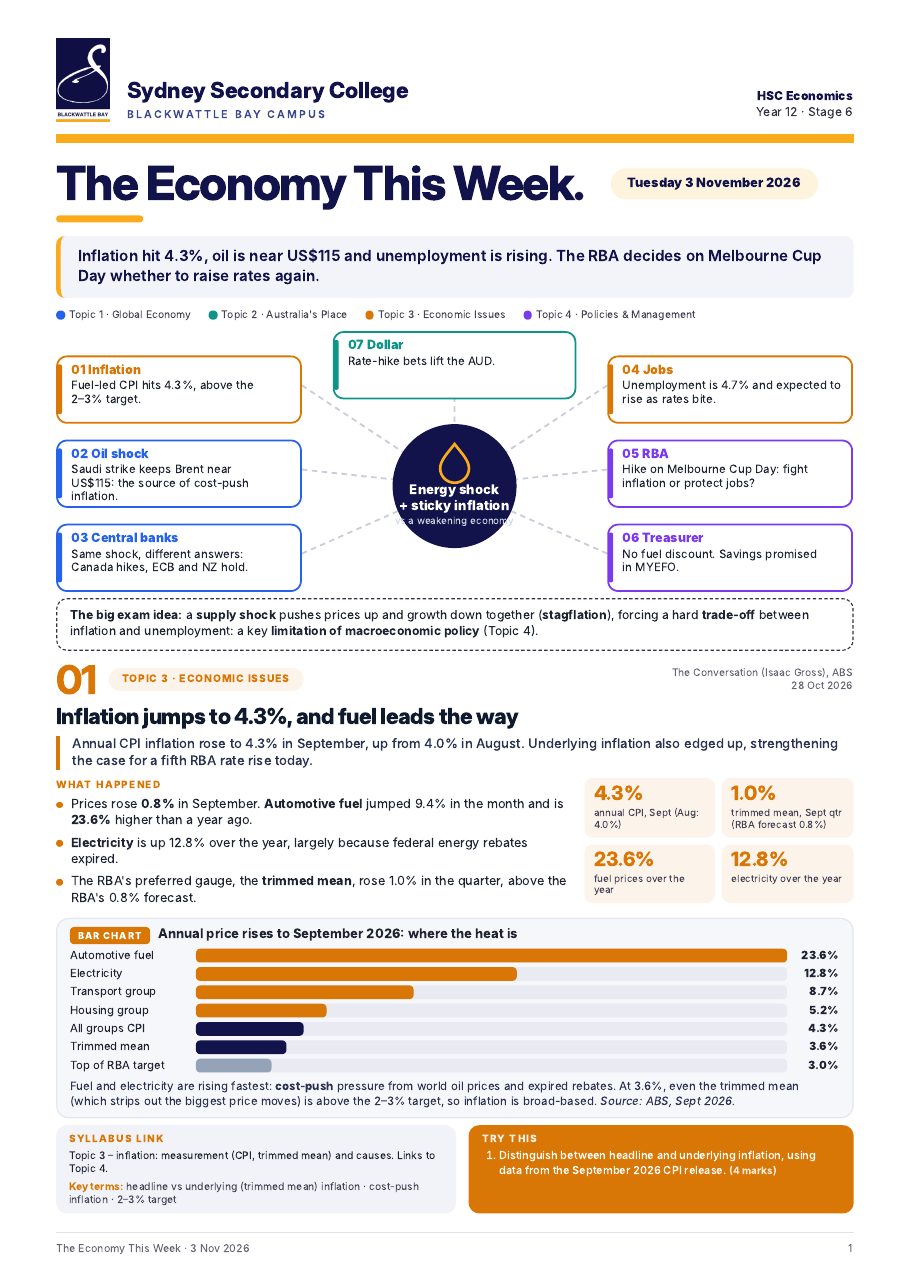 BLACKWATTLE BAY
Sydney Secondary College
BLACKWATTLE BAY CAMPUS
HSC Economics
Year 12 · Stage 6
The Economy This Week.
Tuesday 3 November 2026
Inflation hit 4.3%, oil is near US$115 and unemployment is rising. The RBA decides on Melbourne Cup
Day whether to raise rates again.
Topic 1 · Global Economy
Topic 2 · Australia's Place
Topic 3 · Economic Issues
Topic 4 · Policies & Management
07 Dollar
Rate-hike bets lift the AUD.
01 Inflation
Fuel-led CPI hits 4.3%, above the
2–3% target.
04 Jobs
Unemployment is 4.7% and expected to
rise as rates bite.
02 Oil shock
Saudi strike keeps Brent near
US$115: the source of cost-push
inflation.
05 RBA
Hike on Melbourne Cup Day: fight
inflation or protect jobs?
Energy shock
+ sticky inflation
vs a weakening economy
03 Central banks
Same shock, different answers:
Canada hikes, ECB and NZ hold.
06 Treasurer
No fuel discount. Savings promised
in MYEFO.
The big exam idea: a supply shock pushes prices up and growth down together (stagflation), forcing a hard trade-off between
inflation and unemployment: a key limitation of macroeconomic policy (Topic 4).
01
TOPIC 3 · ECONOMIC ISSUES
The Conversation (Isaac Gross), ABS
28 Oct 2026
Inflation jumps to 4.3%, and fuel leads the way
Annual CPI inflation rose to 4.3% in September, up from 4.0% in August. Underlying inflation also edged up, strengthening
the case for a fifth RBA rate rise today.
WHAT HAPPENED
Prices rose 0.8% in September. Automotive fuel jumped 9.4% in the month and is
23.6% higher than a year ago.
Electricity is up 12.8% over the year, largely because federal energy rebates
expired.
The RBA's preferred gauge, the trimmed mean, rose 1.0% in the quarter, above the
RBA's 0.8% forecast.
4.3%
annual CPI, Sept (Aug:
4.0%)
1.0%
trimmed mean, Sept qtr
(RBA forecast 0.8%)
23.6%
fuel prices over the
year
12.8%
electricity over the year
BAR CHART
Annual price rises to September 2026: where the heat is
Automotive fuel 23.6%
Electricity 12.8%
Transport group 8.7%
Housing group 5.2%
All groups CPI 4.3%
Trimmed mean 3.6%
Top of RBA target 3.0%
Fuel and electricity are rising fastest: cost-push pressure from world oil prices and expired rebates. At 3.6%, even the trimmed mean
(which strips out the biggest price moves) is above the 2–3% target, so inflation is broad-based. Source: ABS, Sept 2026.
SYLLABUS LINK
Topic 3 – inflation: measurement (CPI, trimmed mean) and causes. Links to
Topic 4.
Key terms: headline vs underlying (trimmed mean) inflation · cost-push
inflation · 2–3% target
TRY THIS
1. Distinguish between headline and underlying inflation, using
data from the September 2026 CPI release. (4 marks)
The Economy This Week · 3 Nov 2026
1